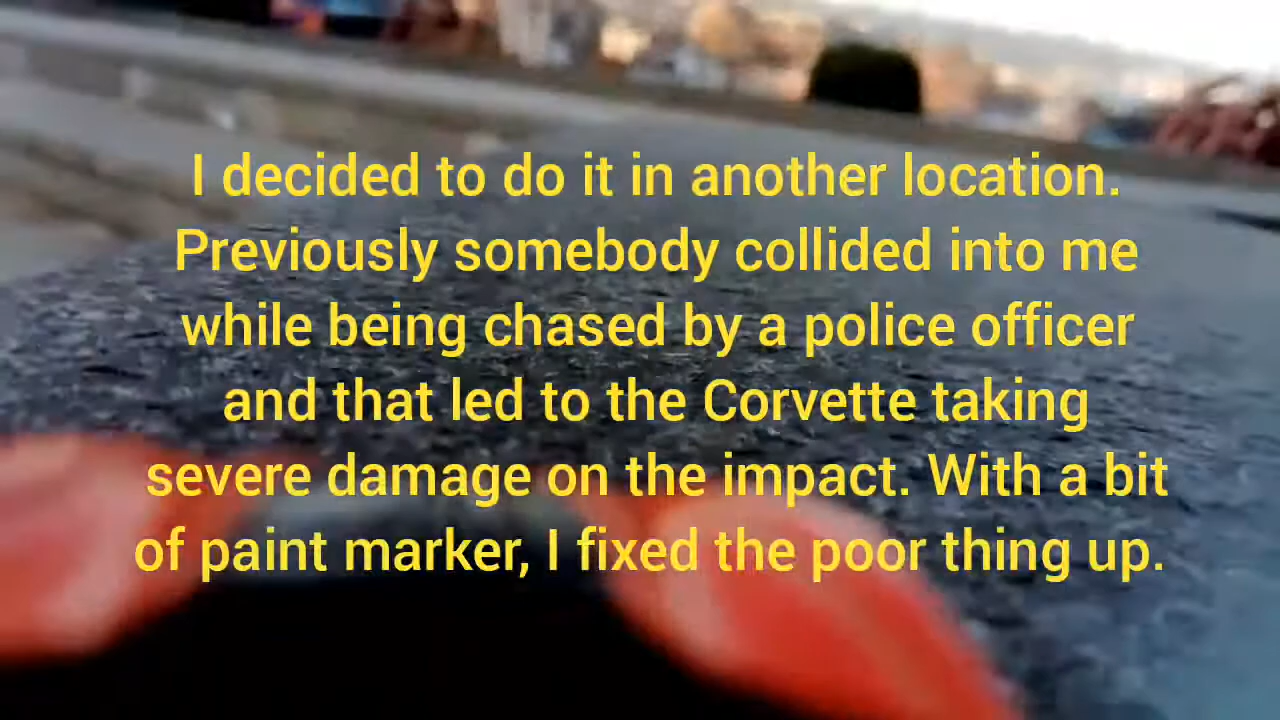 I decided to do it in another location.
Previously somebody collided into me
while being chased by a police officer
and that led to the Corvette taking
severe damage on the impact. With a bit
of paint marker, I fixed the poor thing up.